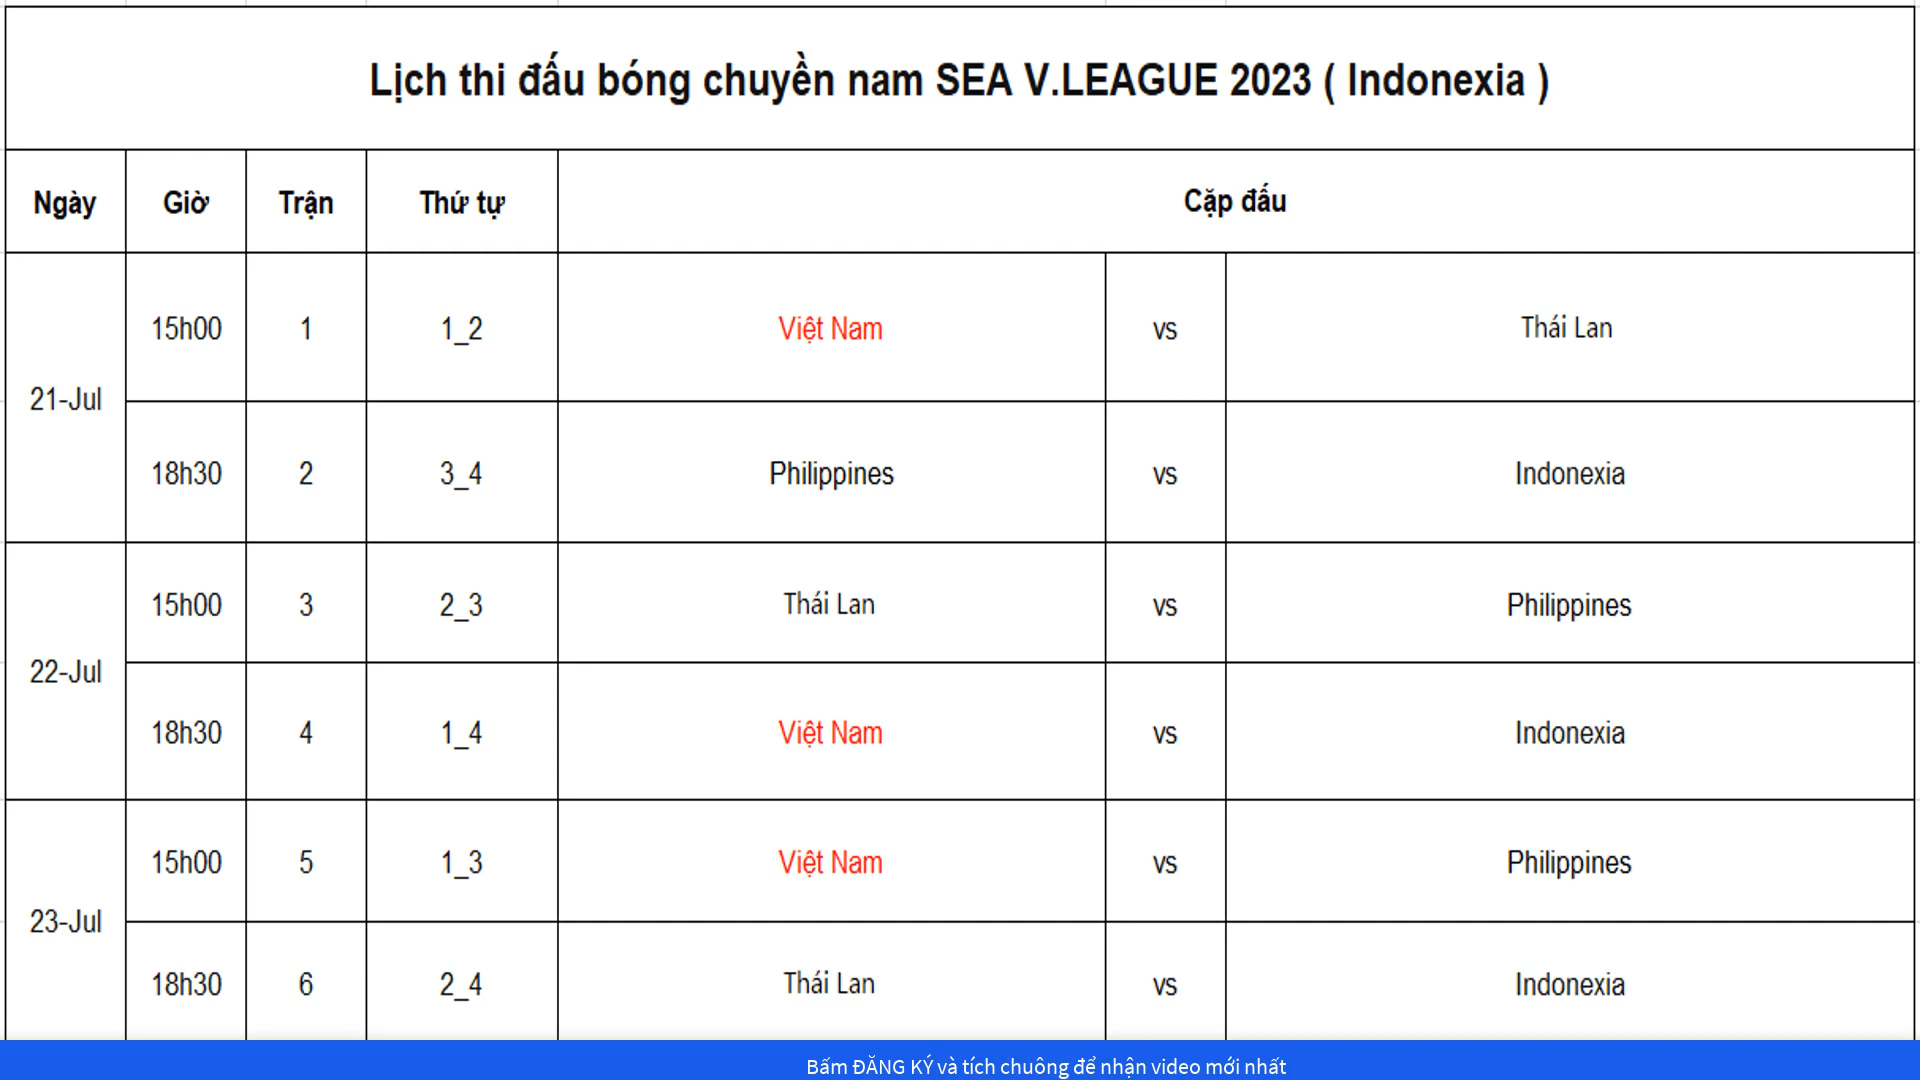 Lịch thi đấu bóng chuyền nam SEA V.LEAGUE 2023 ( Indonexia )
Ngày Giờ Trận Thứ tự Cặp đấu
21-Jul
15h00 1 1_2 Việt Nam vs Thái Lan
18h30 2 3_4 Philippines vs Indonexia
22-Jul
15h00 3 2_3 Thái Lan vs Philippines
18h30 4 1_4 Việt Nam vs Indonexia
23-Jul
15h00 5 1_3 Việt Nam vs Philippines
18h30 6 2_4 Thái Lan vs Indonexia
Bấm ĐĂNG KÝ và tích chuông để nhận video mới nhất